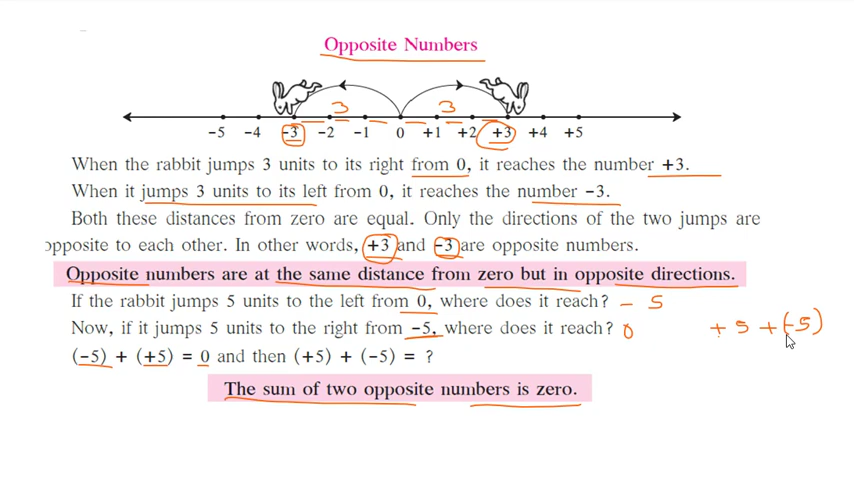 Opposite Numbers
3 3
-5 -4 -3 -2 -1 0 +1 +2 +3 +4 +5
When the rabbit jumps 3 units to its right from 0, it reaches the number +3.
When it jumps 3 units to its left from 0, it reaches the number -3.
Both these distances from zero are equal. Only the directions of the two jumps are
opposite to each other. In other words, +3 and -3 are opposite numbers.
Opposite numbers are at the same distance from zero but in opposite directions.
If the rabbit jumps 5 units to the left from 0, where does it reach? - 5
Now, if it jumps 5 units to the right from -5, where does it reach? 0 + 5 + (-5)
(-5) + (+5) = 0 and then (+5) + (-5) = ?
The sum of two opposite numbers is zero.